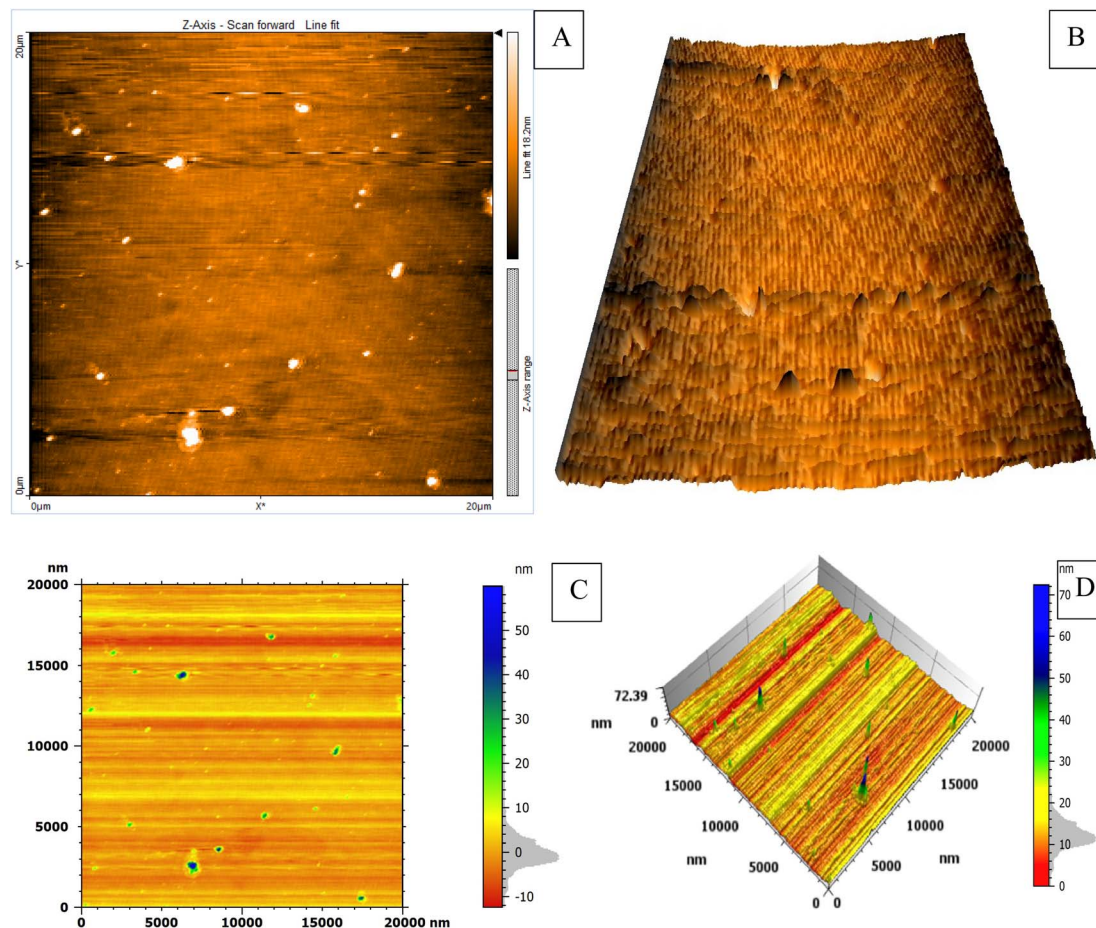 Z-Axis - Scan forward Line fit
A
B
20µm
Y*
0µm
0µm
X*
20µm
Line fit 18.2nm
Z-Axis range
nm
20000
15000
10000
5000
0
0 5000 10000 15000 20000 nm
nm
50
40
30
20
10
0
-10
C
72.39
nm
0
20000
15000
10000
nm
5000
0
0
5000
10000
nm
15000
20000
nm
70
60
50
40
30
20
10
0
D